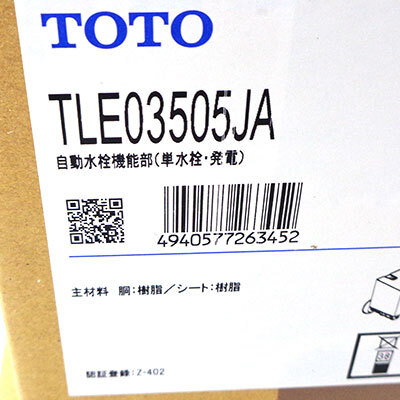 TOTO
TLE03505JA
自動水栓機能部(単水栓・発電)
4940577263452
主材料 胴:樹脂/シート:樹脂
認証登録:Z-402